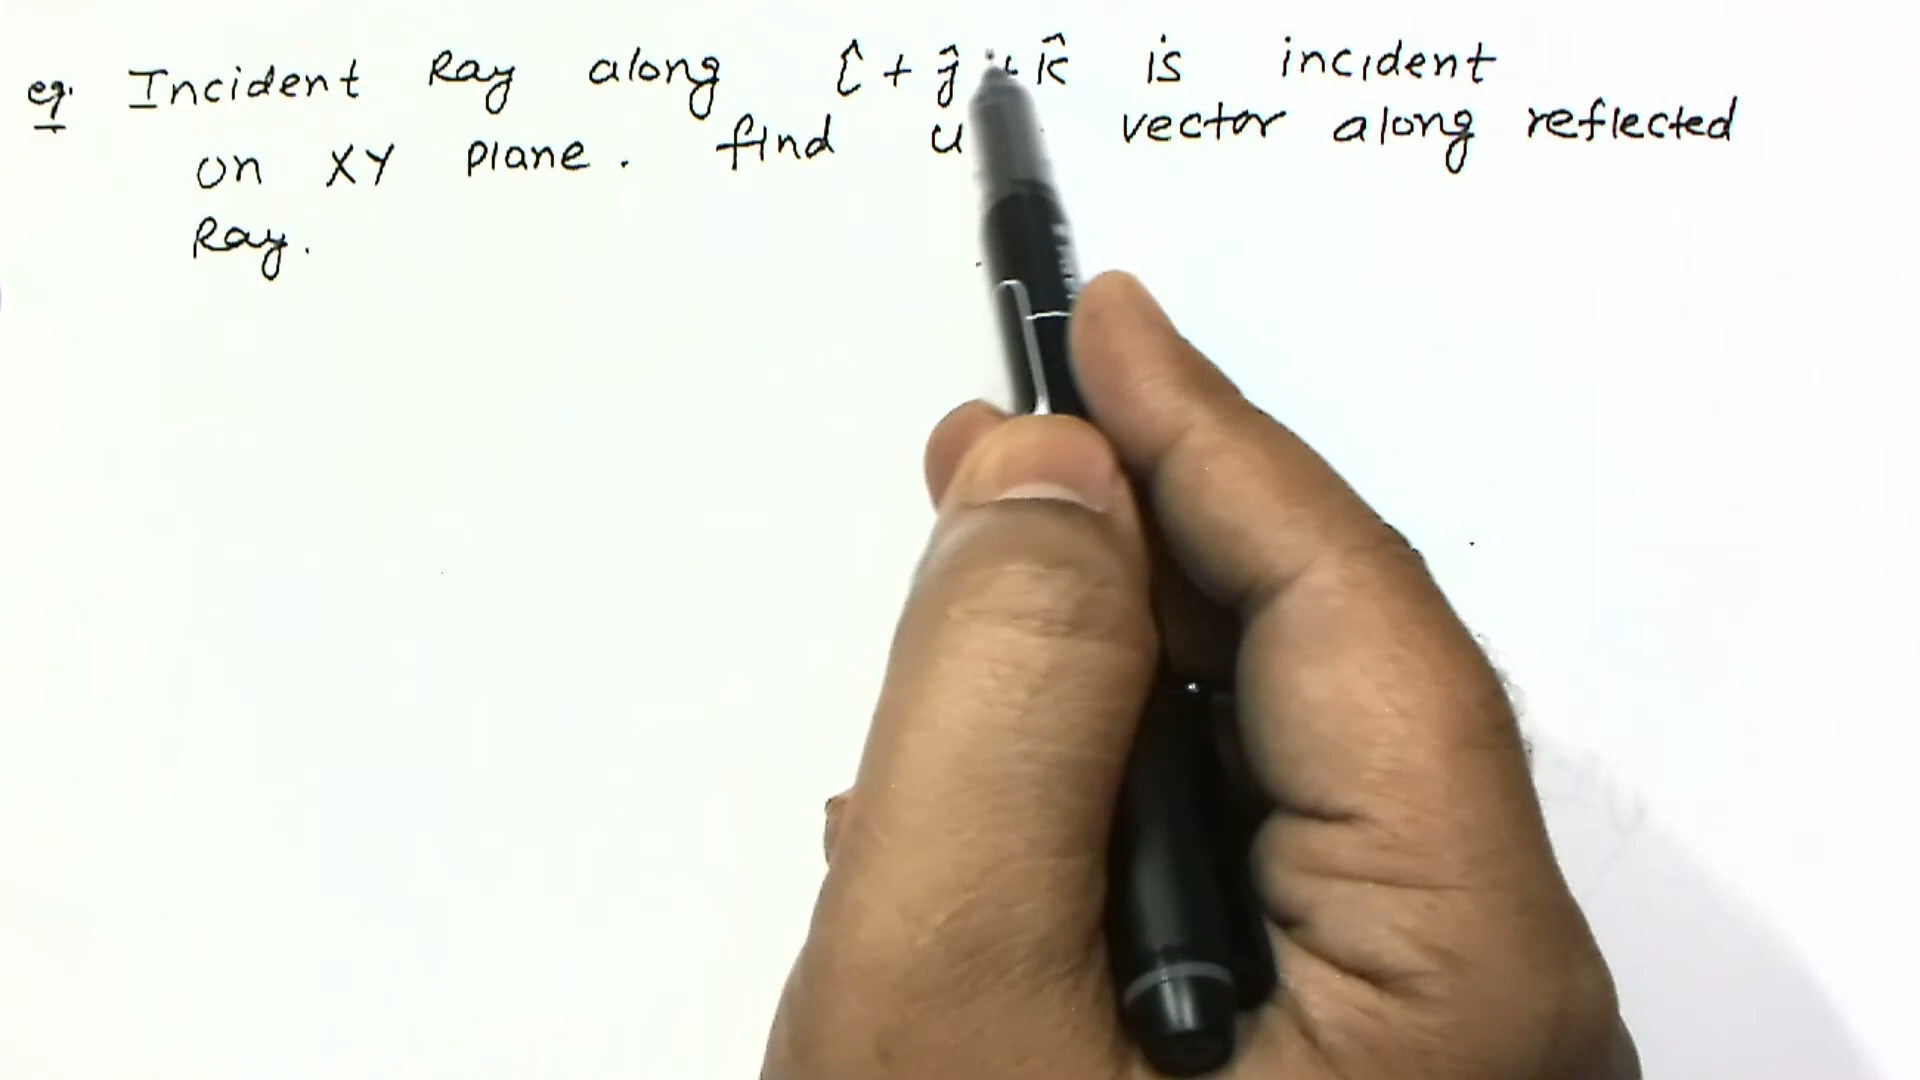 eg. Incident Ray along î + ĵ + k̂ is incident
on XY plane. find vector along reflected
Ray.